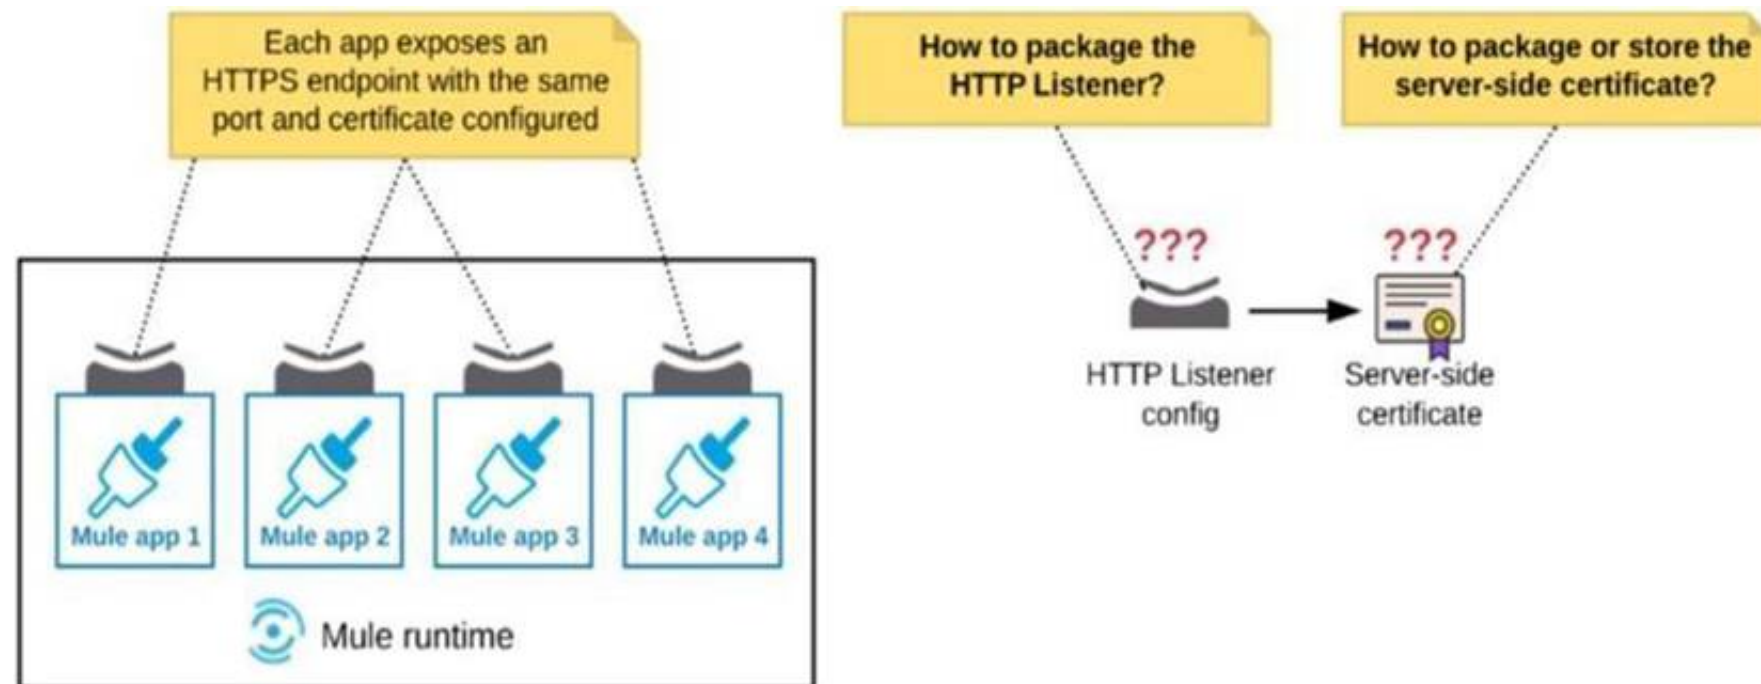 Each app exposes an
HTTPS endpoint with the same
port and certificate configured
How to package the
HTTP Listener?
How to package or store the
server-side certificate?
???
???
HTTP Listener
config
Server-side
certificate
Mule app 1
Mule app 2
Mule app 3
Mule app 4
Mule runtime